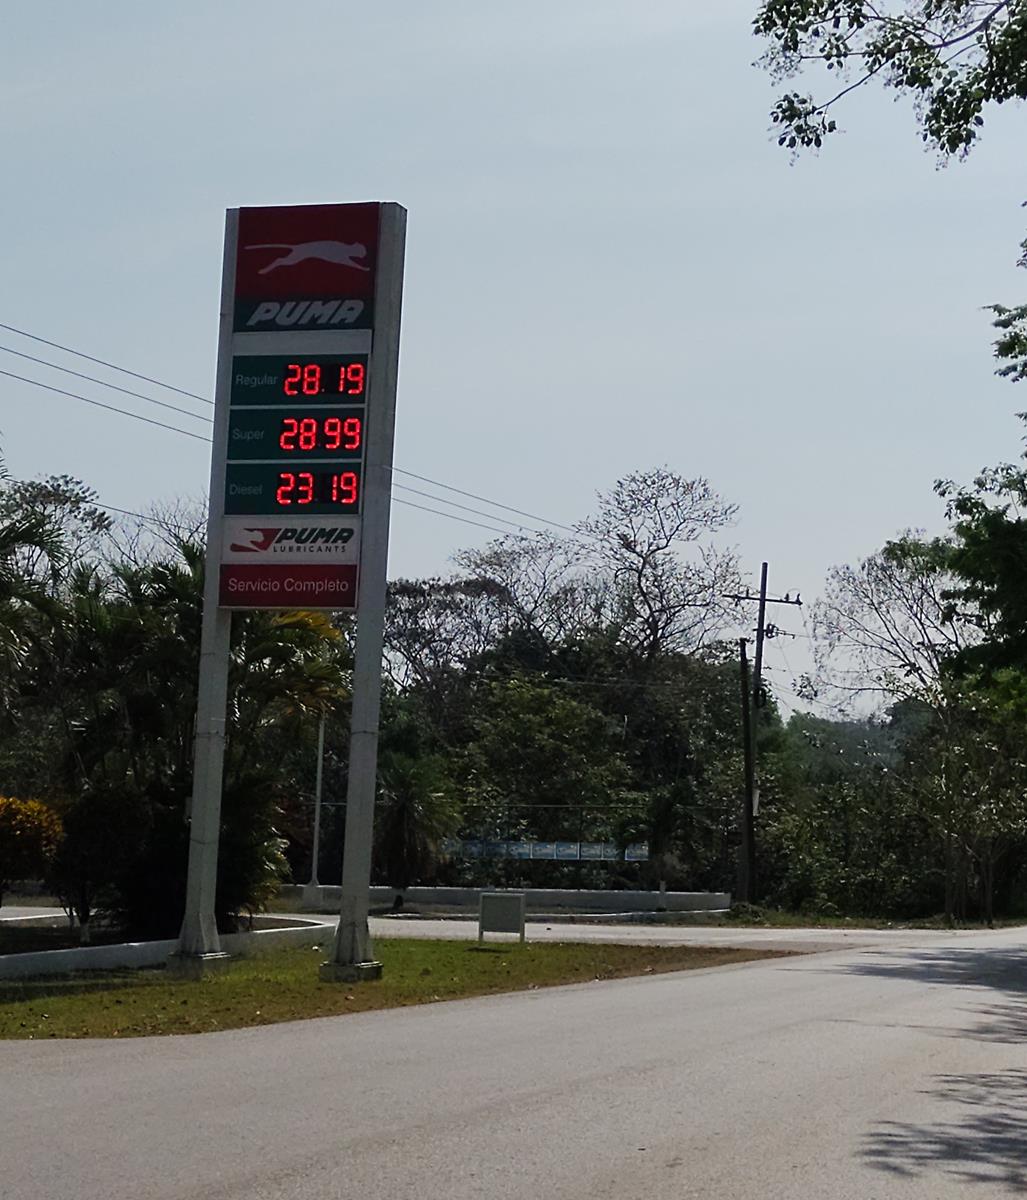 PUMA
Regular 28.19
Super 28.99
Diesel 23.19
PUMA
LUBRICANTS
Servicio Completo